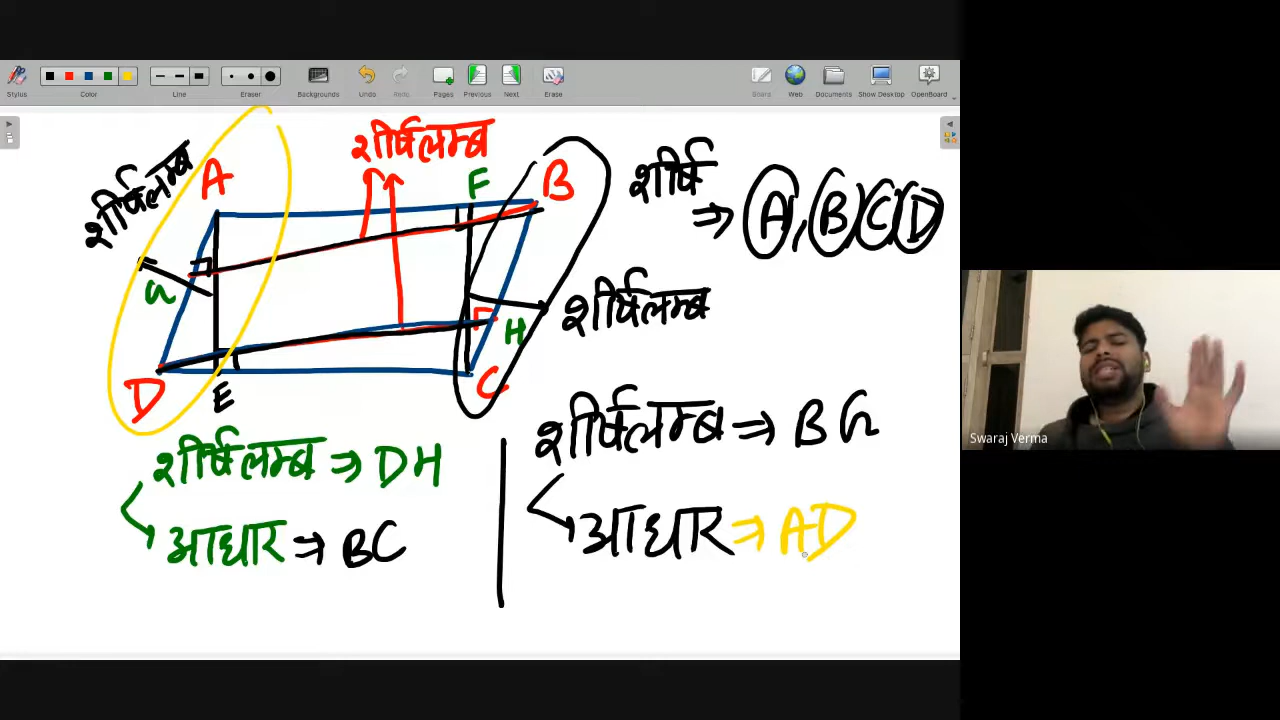 Stylus
Color
Line
Eraser
Backgrounds
Undo
Redo
Pages
Previous
Next
Erase
Board
Web
Documents
Show Desktop
OpenBoard
शीर्षलम्ब
शीर्षलम्ब
A
F
B
शीर्ष
⇒ A, B C D
G
शीर्षलम्ब
H
D
E
C
शीर्षलम्ब ⇒ DH
आधार ⇒ BC
शीर्षलम्ब ⇒ BG
आधार ⇒ AD
Swaraj Verma